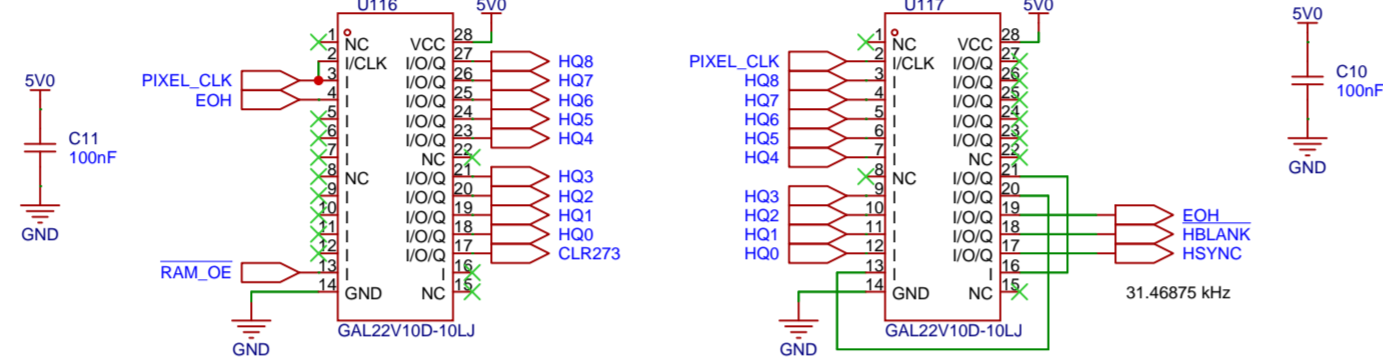 U116
5V0
1
NC
VCC
28
2
I/CLK
I/O/Q
27
HQ8
PIXEL_CLK
3
I
I/O/Q
26
HQ7
EOH
4
I
I/O/Q
25
HQ6
5
I
I/O/Q
24
HQ5
6
I
I/O/Q
23
HQ4
7
I
NC
22
8
NC
I/O/Q
21
HQ3
9
I
I/O/Q
20
HQ2
10
I
I/O/Q
19
HQ1
11
I
I/O/Q
18
HQ0
12
I
I/O/Q
17
CLR273
RAM_OE
13
I
I
16
14
GND
NC
15
GAL22V10D-10LJ
GND
5V0
C11
100nF
GND
U117
5V0
1
NC
VCC
28
PIXEL_CLK
2
I/CLK
I/O/Q
27
HQ8
3
I
I/O/Q
26
HQ7
4
I
I/O/Q
25
HQ6
5
I
I/O/Q
24
HQ5
6
I
I/O/Q
23
HQ4
7
I
NC
22
8
NC
I/O/Q
21
HQ3
9
I
I/O/Q
20
HQ2
10
I
I/O/Q
19
EOH
HQ1
11
I
I/O/Q
18
HBLANK
HQ0
12
I
I/O/Q
17
HSYNC
13
I
I
16
14
GND
NC
15
31.46875 kHz
GAL22V10D-10LJ
GND
5V0
C10
100nF
GND